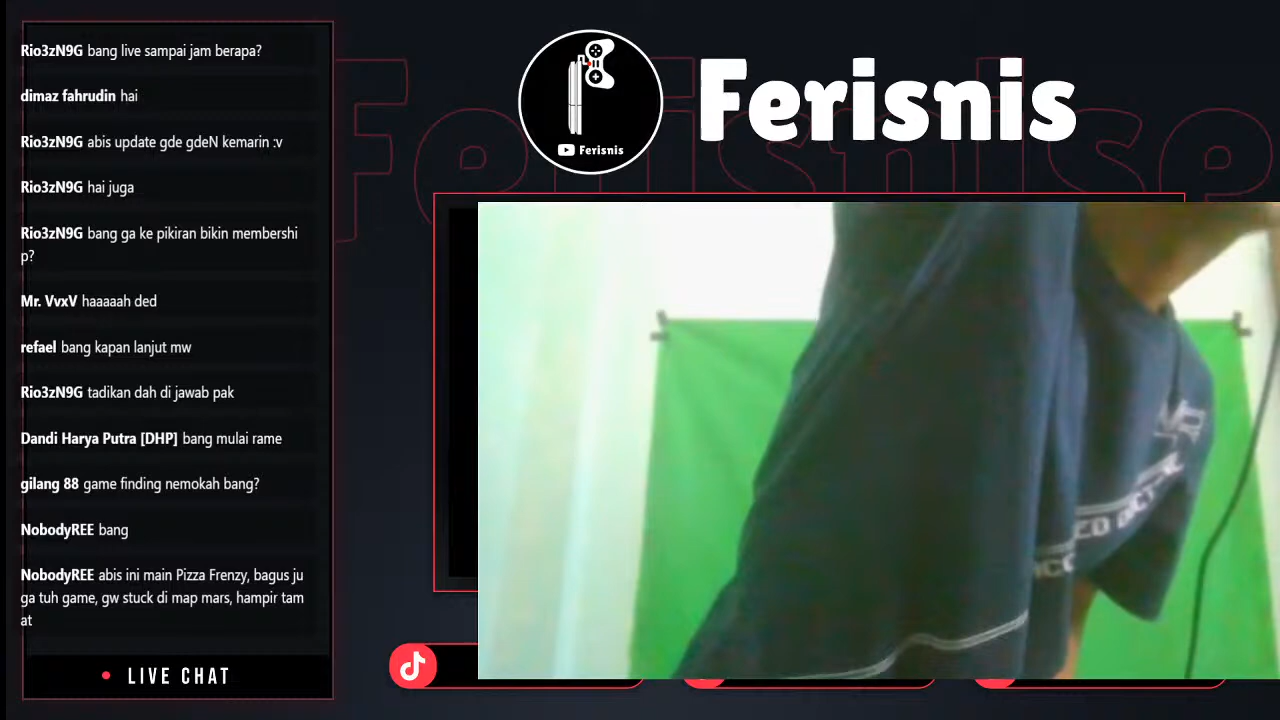 Rio3zN9G bang live sampai jam berapa?
dimaz fahrudin hai
Rio3zN9G abis update gde gdeN kemarin :v
Rio3zN9G hai juga
Rio3zN9G bang ga ke pikiran bikin membershi
p?
Mr. VvxV haaaaah ded
refael bang kapan lanjut mw
Rio3zN9G tadikan dah di jawab pak
Dandi Harya Putra [DHP] bang mulai rame
gilang 88 game finding nemokah bang?
NobodyREE bang
NobodyREE abis ini main Pizza Frenzy, bagus ju
ga tuh game, gw stuck di map mars, hampir tam
at
LIVE CHAT
Ferisnis
Ferisnis